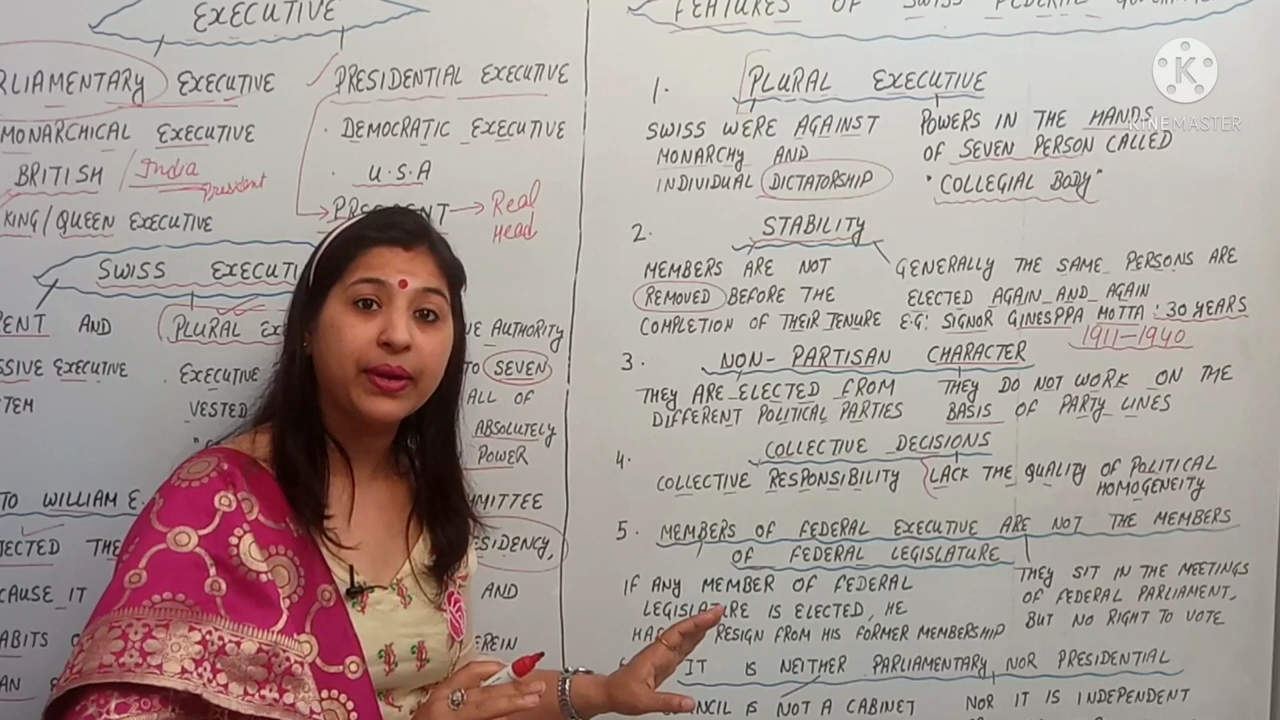 EXECUTIVE
RLIAMENTARY EXECUTIVE
MONARCHICAL EXECUTIVE
BRITISH / India
President
KING/QUEEN EXECUTIVE
PRESIDENTIAL EXECUTIVE
· DEMOCRATIC EXECUTIVE
· U.S.A
→ Real
Head
SWISS EXECUTI
ENT AND
SSIVE EXECUTIVE
TEM
PLURAL EX
· EXECUTIVE
VESTED
VE AUTHORITY
TO SEVEN
ALL OF
ABSOLUTELY
POWER
TO WILLIAM E.
JECTED THE
CAUSE IT
ABITS O
AN
MMITTEE
ESIDENCY,
AND
EREIN
FEATURES OF SWISS FEDERAL
1. PLURAL EXECUTIVE
SWISS WERE AGAINST
MONARCHY AND
INDIVIDUAL DICTATORSHIP
POWERS IN THE HANDS
OF SEVEN PERSON CALLED
"COLLEGIAL BODY"
2. STABILITY
MEMBERS ARE NOT
REMOVED BEFORE THE
COMPLETION OF THEIR TENURE
GENERALLY THE SAME PERSONS ARE
ELECTED AGAIN AND AGAIN
E.G: SIGNOR GINESPPA MOTTA : 30 YEARS
1911-1940
3. NON-PARTISAN CHARACTER
THEY ARE ELECTED FROM
DIFFERENT POLITICAL PARTIES
THEY DO NOT WORK ON THE
BASIS OF PARTY LINES
4. COLLECTIVE DECISIONS
COLLECTIVE RESPONSIBILITY
LACK THE QUALITY OF POLITICAL
HOMOGENEITY
5. MEMBERS OF FEDERAL EXECUTIVE ARE NOT THE MEMBERS
OF FEDERAL LEGISLATURE
IF ANY MEMBER OF FEDERAL
LEGISLATURE IS ELECTED, HE
RESIGN FROM HIS FORMER MEMBERSHIP
THEY SIT IN THE MEETINGS
OF FEDERAL PARLIAMENT,
BUT NO RIGHT TO VOTE
IT IS NEITHER PARLIAMENTARY NOR PRESIDENTIAL
NCIL IS NOT A CABINET
NOR IT IS INDEPENDENT
K
KINEMASTER